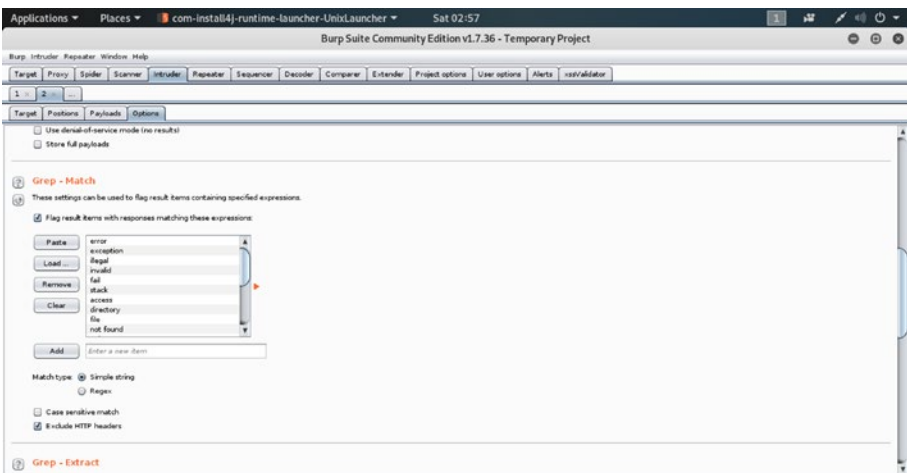 Applications Places com-install4j-runtime-launcher-UnixLauncher Sat 02:57 1
Burp Suite Community Edition v1.7.36 - Temporary Project
Burp Intruder Repeater Window Help
Target Proxy Spider Scanner Intruder Repeater Sequencer Decoder Comparer Extender Project options User options Alerts xssValidator
1 × 2 × ...
Target Positions Payloads Options
Use denial-of-service mode (no results)
Store full payloads
? Grep - Match
These settings can be used to flag result items containing specified expressions.
Flag result items with responses matching these expressions:
Paste error
exception
Load ... illegal
invalid
Remove fail
stack
Clear access
directory
file
not found
Add Enter a new item
Match type: Simple string
Regex
Case sensitive match
Exclude HTTP headers
? Grep - Extract